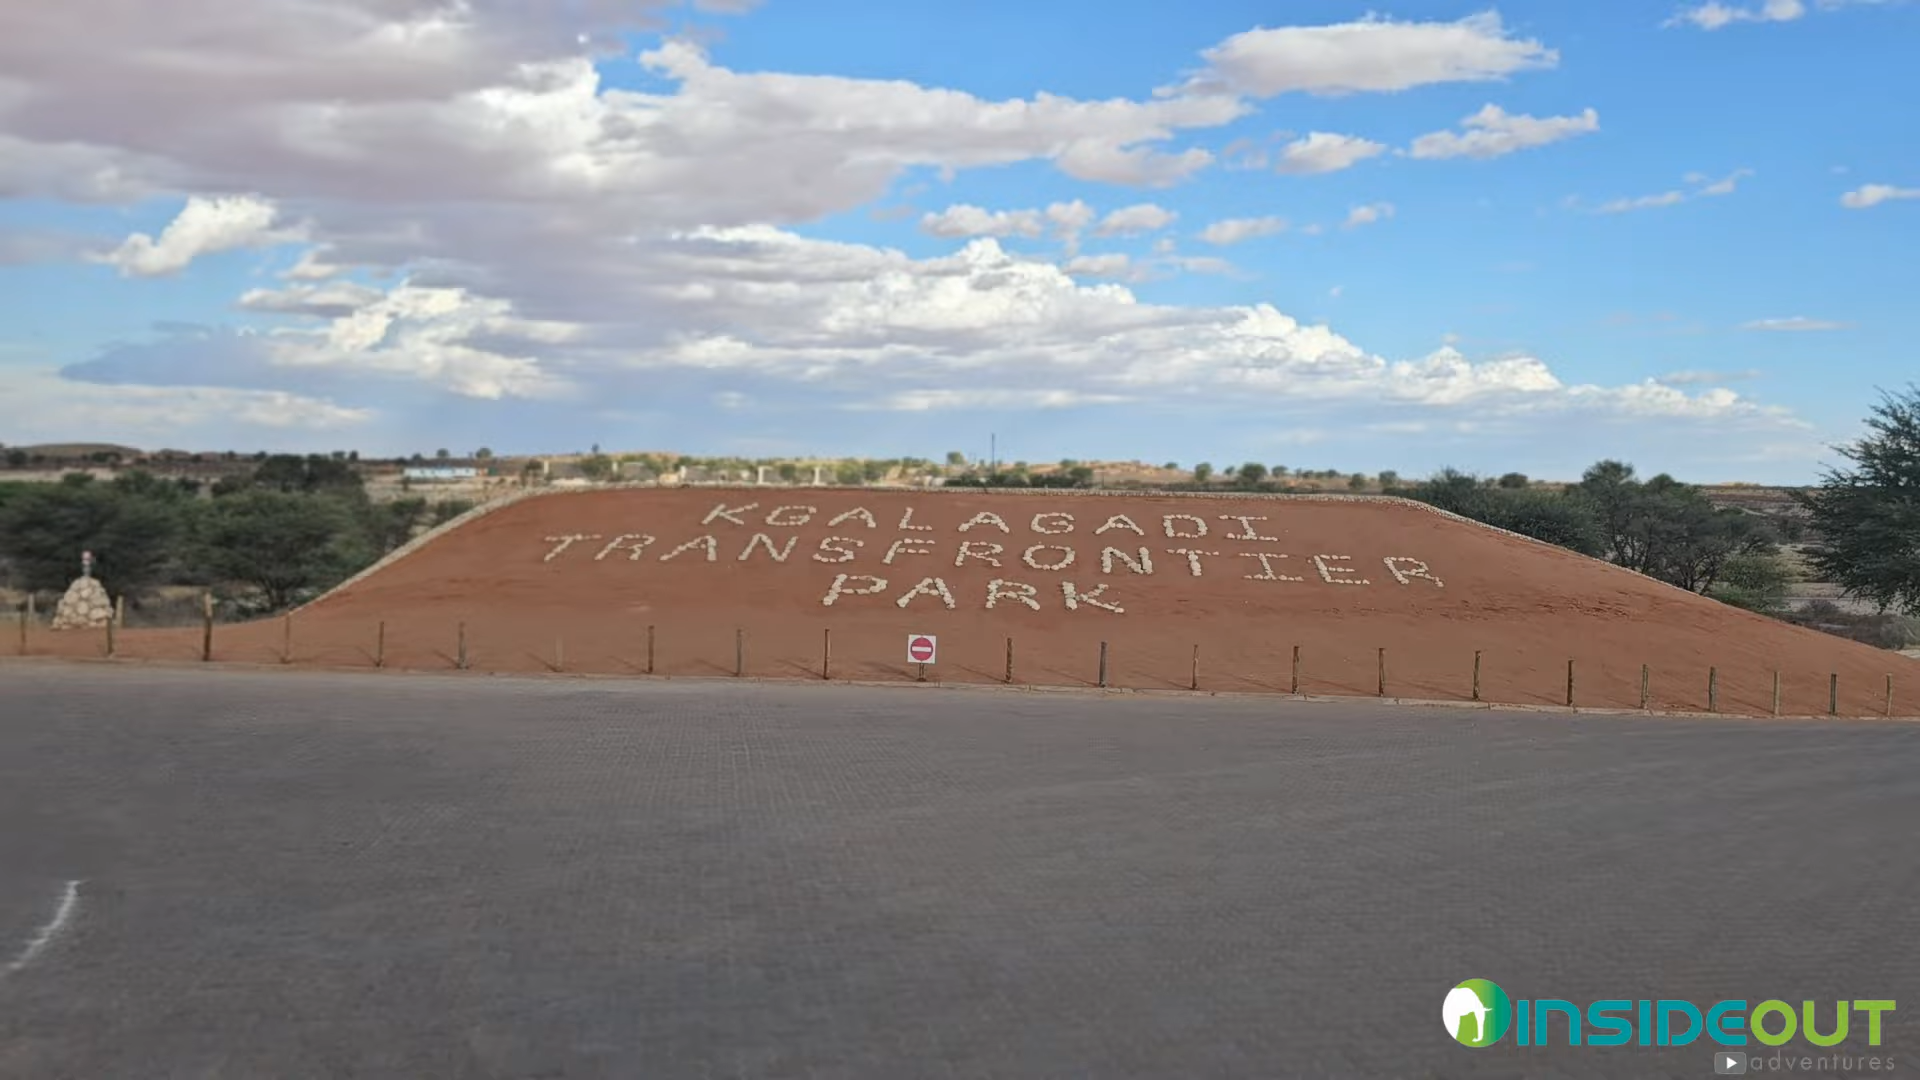 KGALAGADI
TRANSFRONTIER
PARK
INSIDEOUT
adventures